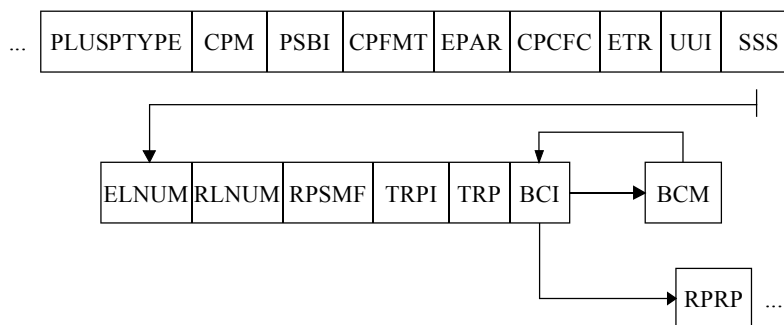 ... PLUSPTYPE CPM PSBI CPFMT EPAR CPCFC ETR UUI SSS
ELNUM RLNUM RPSMF TRPI TRP BCI BCM
RPRP ...